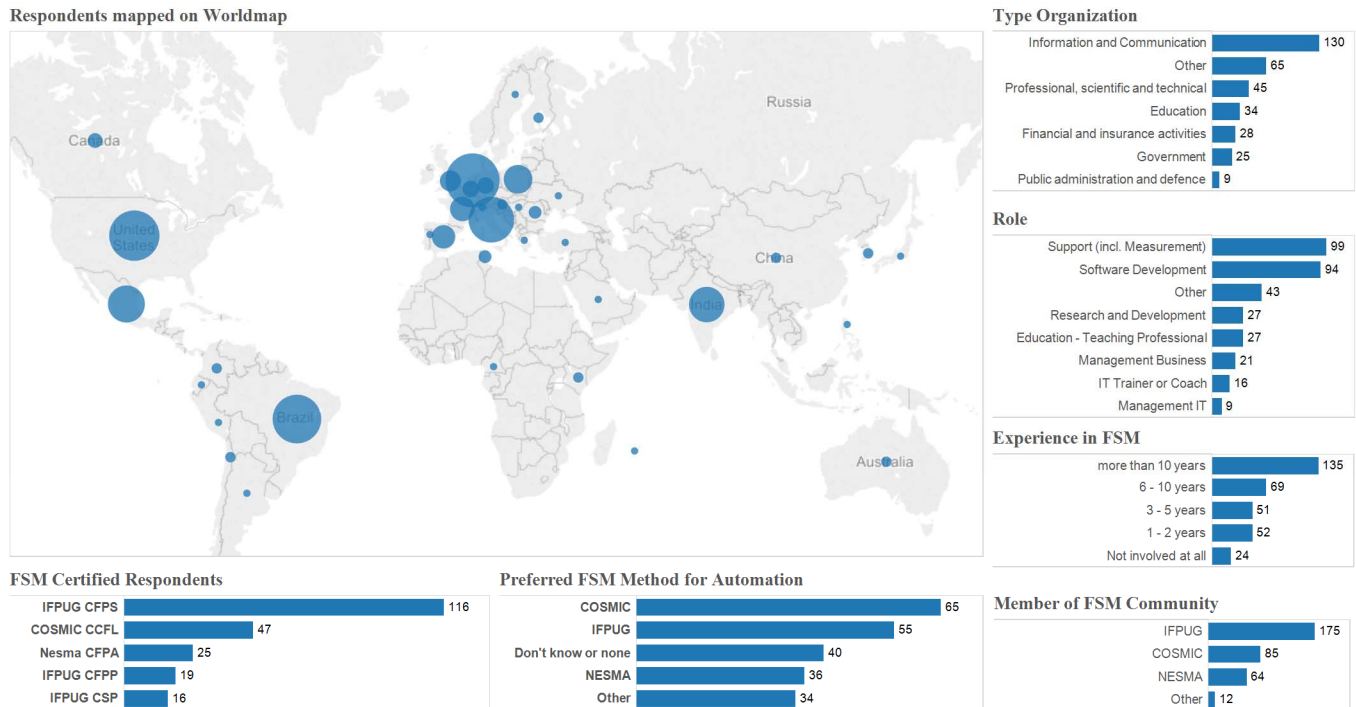 Respondents mapped on Worldmap
Canada
United
States
Brazil
Russia
China
India
Australia
Type Organization
Information and Communication 130
Other 65
Professional, scientific and technical 45
Education 34
Financial and insurance activities 28
Government 25
Public administration and defence 9
Role
Support (incl. Measurement) 99
Software Development 94
Other 43
Research and Development 27
Education - Teaching Professional 27
Management Business 21
IT Trainer or Coach 16
Management IT 9
Experience in FSM
more than 10 years 135
6 - 10 years 69
3 - 5 years 51
1 - 2 years 52
Not involved at all 24
FSM Certified Respondents
IFPUG CFPS 116
COSMIC CCFL 47
Nesma CFPA 25
IFPUG CFPP 19
IFPUG CSP 16
Preferred FSM Method for Automation
COSMIC 65
IFPUG 55
Don't know or none 40
NESMA 36
Other 34
Member of FSM Community
IFPUG 175
COSMIC 85
NESMA 64
Other 12